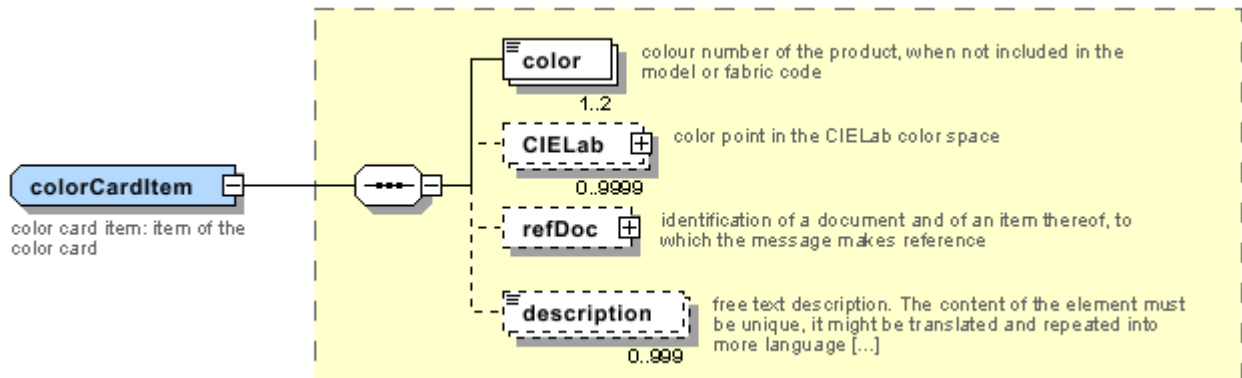 color
colour number of the product, when not included in the
model or fabric code
1..2
CIELab
color point in the CIELab color space
0..9999
colorCardItem
color card item: item of the
color card
refDoc
identification of a document and of an item thereof, to
which the message makes reference
description
free text description. The content of the element must
be unique, it might be translated and repeated into
more language [...]
0..999